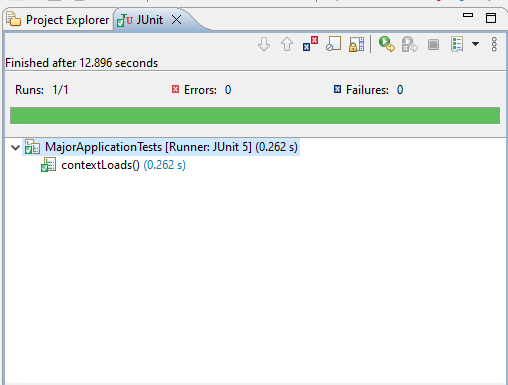 Project Explorer JUnit
Finished after 12.896 seconds
Runs: 1/1 Errors: 0 Failures: 0
MajorApplicationTests [Runner: JUnit 5] (0.262 s)
contextLoads() (0.262 s)